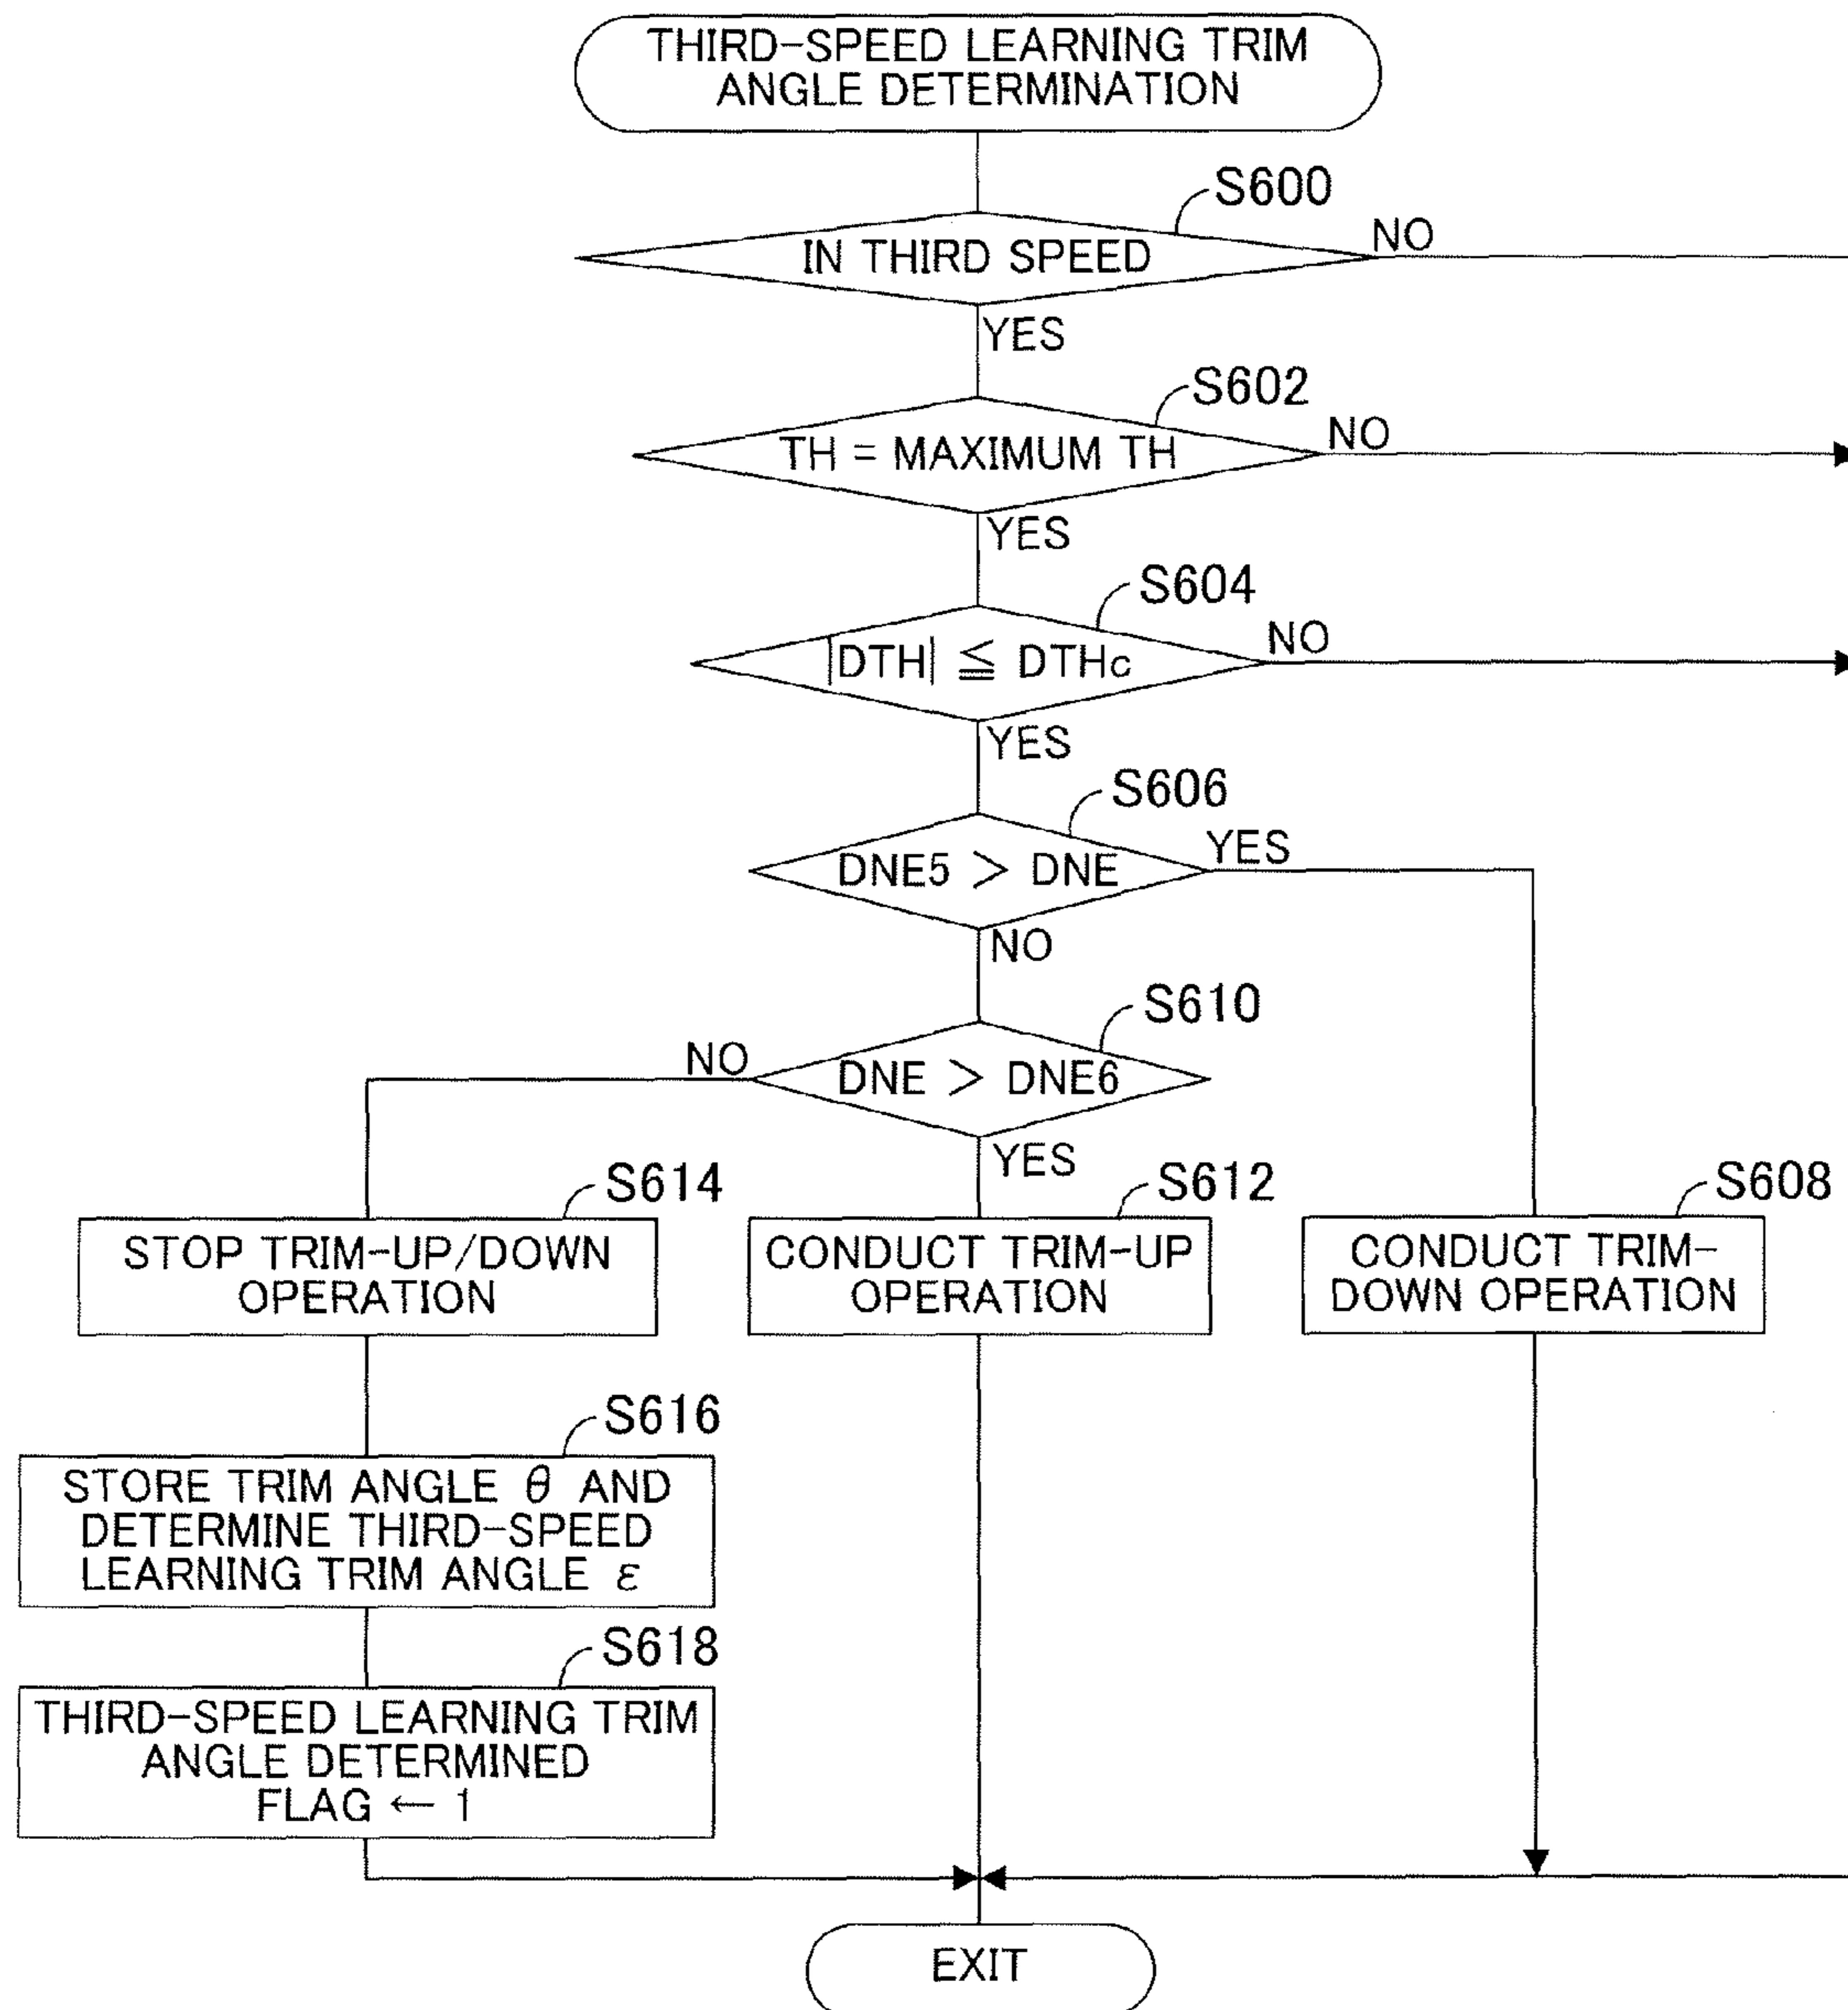 THIRD-SPEED LEARNING TRIM
ANGLE DETERMINATION
S600
IN THIRD SPEED
NO
YES
S602
TH = MAXIMUM TH
NO
YES
S604
|DTH| ≦ DTHc
NO
YES
S606
DNE5 > DNE
YES
NO
S610
DNE > DNE6
NO
YES
S614
STOP TRIM-UP/DOWN
OPERATION
S612
CONDUCT TRIM-UP
OPERATION
S608
CONDUCT TRIM-
DOWN OPERATION
S616
STORE TRIM ANGLE θ AND
DETERMINE THIRD-SPEED
LEARNING TRIM ANGLE ε
S618
THIRD-SPEED LEARNING TRIM
ANGLE DETERMINED
FLAG ← 1
EXIT